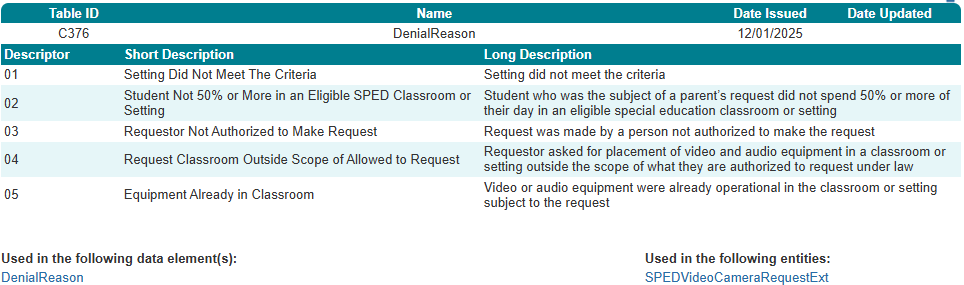 Table ID Name Date Issued Date Updated
C376 DenialReason 12/01/2025
Descriptor Short Description Long Description
01 Setting Did Not Meet The Criteria Setting did not meet the criteria
02 Student Not 50% or More in an Eligible SPED Classroom or Setting Student who was the subject of a parent's request did not spend 50% or more of their day in an eligible special education classroom or setting
03 Requestor Not Authorized to Make Request Request was made by a person not authorized to make the request
04 Request Classroom Outside Scope of Allowed to Request Requestor asked for placement of video and audio equipment in a classroom or setting outside the scope of what they are authorized to request under law
05 Equipment Already in Classroom Video or audio equipment were already operational in the classroom or setting subject to the request
Used in the following data element(s): Used in the following entities:
DenialReason SPEDVideoCameraRequestExt